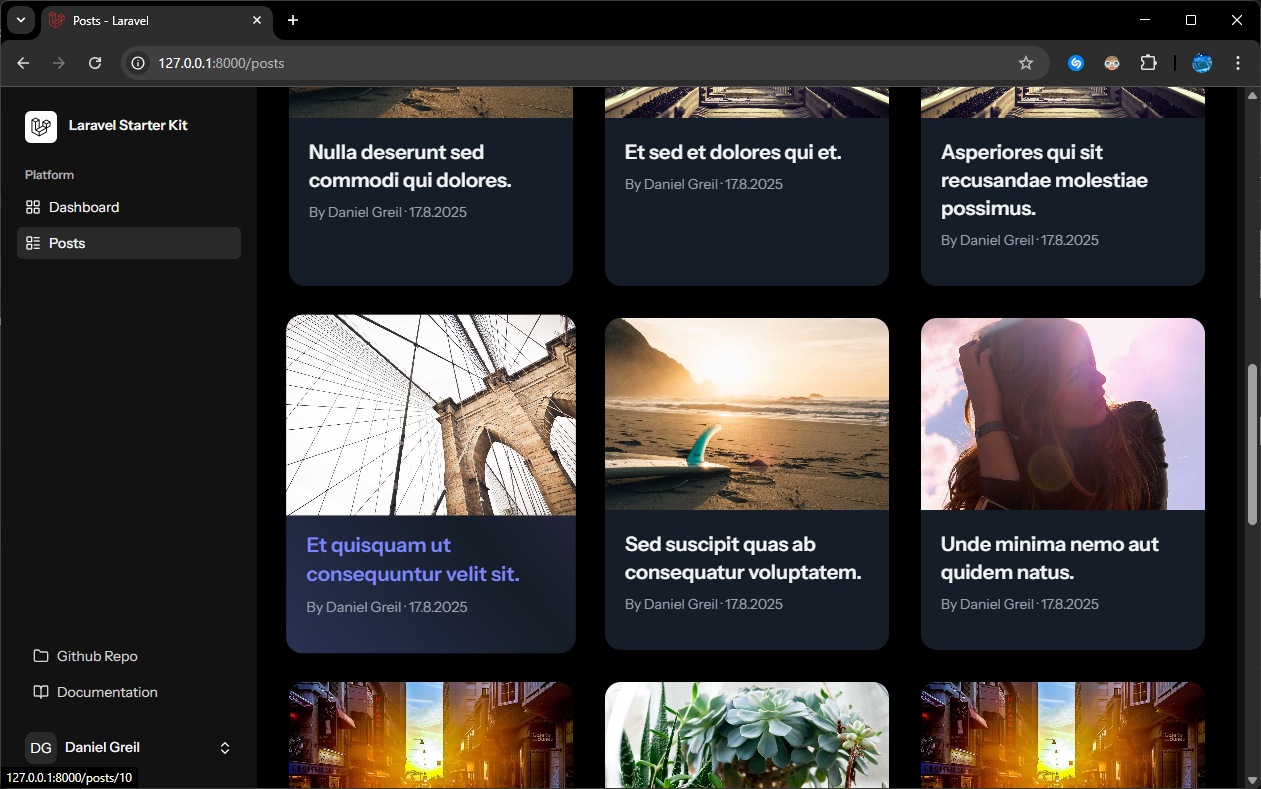 Posts - Laravel
127.0.0.1:8000/posts
Laravel Starter Kit
Platform
Dashboard
Posts
Nulla deserunt sed
commodi qui dolores.
By Daniel Greil · 17.8.2025
Et sed et dolores qui et.
By Daniel Greil · 17.8.2025
Asperiores qui sit
recusandae molestiae
possimus.
By Daniel Greil · 17.8.2025
Et quisquam ut
consequuntur velit sit.
By Daniel Greil · 17.8.2025
Sed suscipit quas ab
consequatur voluptatem.
By Daniel Greil · 17.8.2025
Unde minima nemo aut
quidem natus.
By Daniel Greil · 17.8.2025
Github Repo
Documentation
DG Daniel Greil
127.0.0.1:8000/posts/10